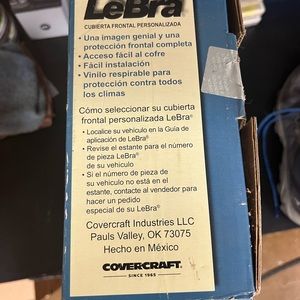 LeBra
CUBIERTA FRONTAL PERSONALIZADA
• Una imagen genial y una
protección frontal completa
• Acceso fácil al cofre
• Fácil instalación
• Vinilo respirable para
protección contra todos
los climas
Cómo seleccionar su cubierta
frontal personalizada LeBra®
• Localice su vehículo en la Guía de
aplicación de LeBra®
• Revise el estante para el número
de pieza LeBra®
de su vehículo
• Si el número de pieza de
su vehículo no está en el
estante, contacte al vendedor para
hacer un pedido
especial de su LeBra®
Covercraft Industries LLC
Pauls Valley, OK 73075
Hecho en México
COVERCRAFT
SINCE 1965